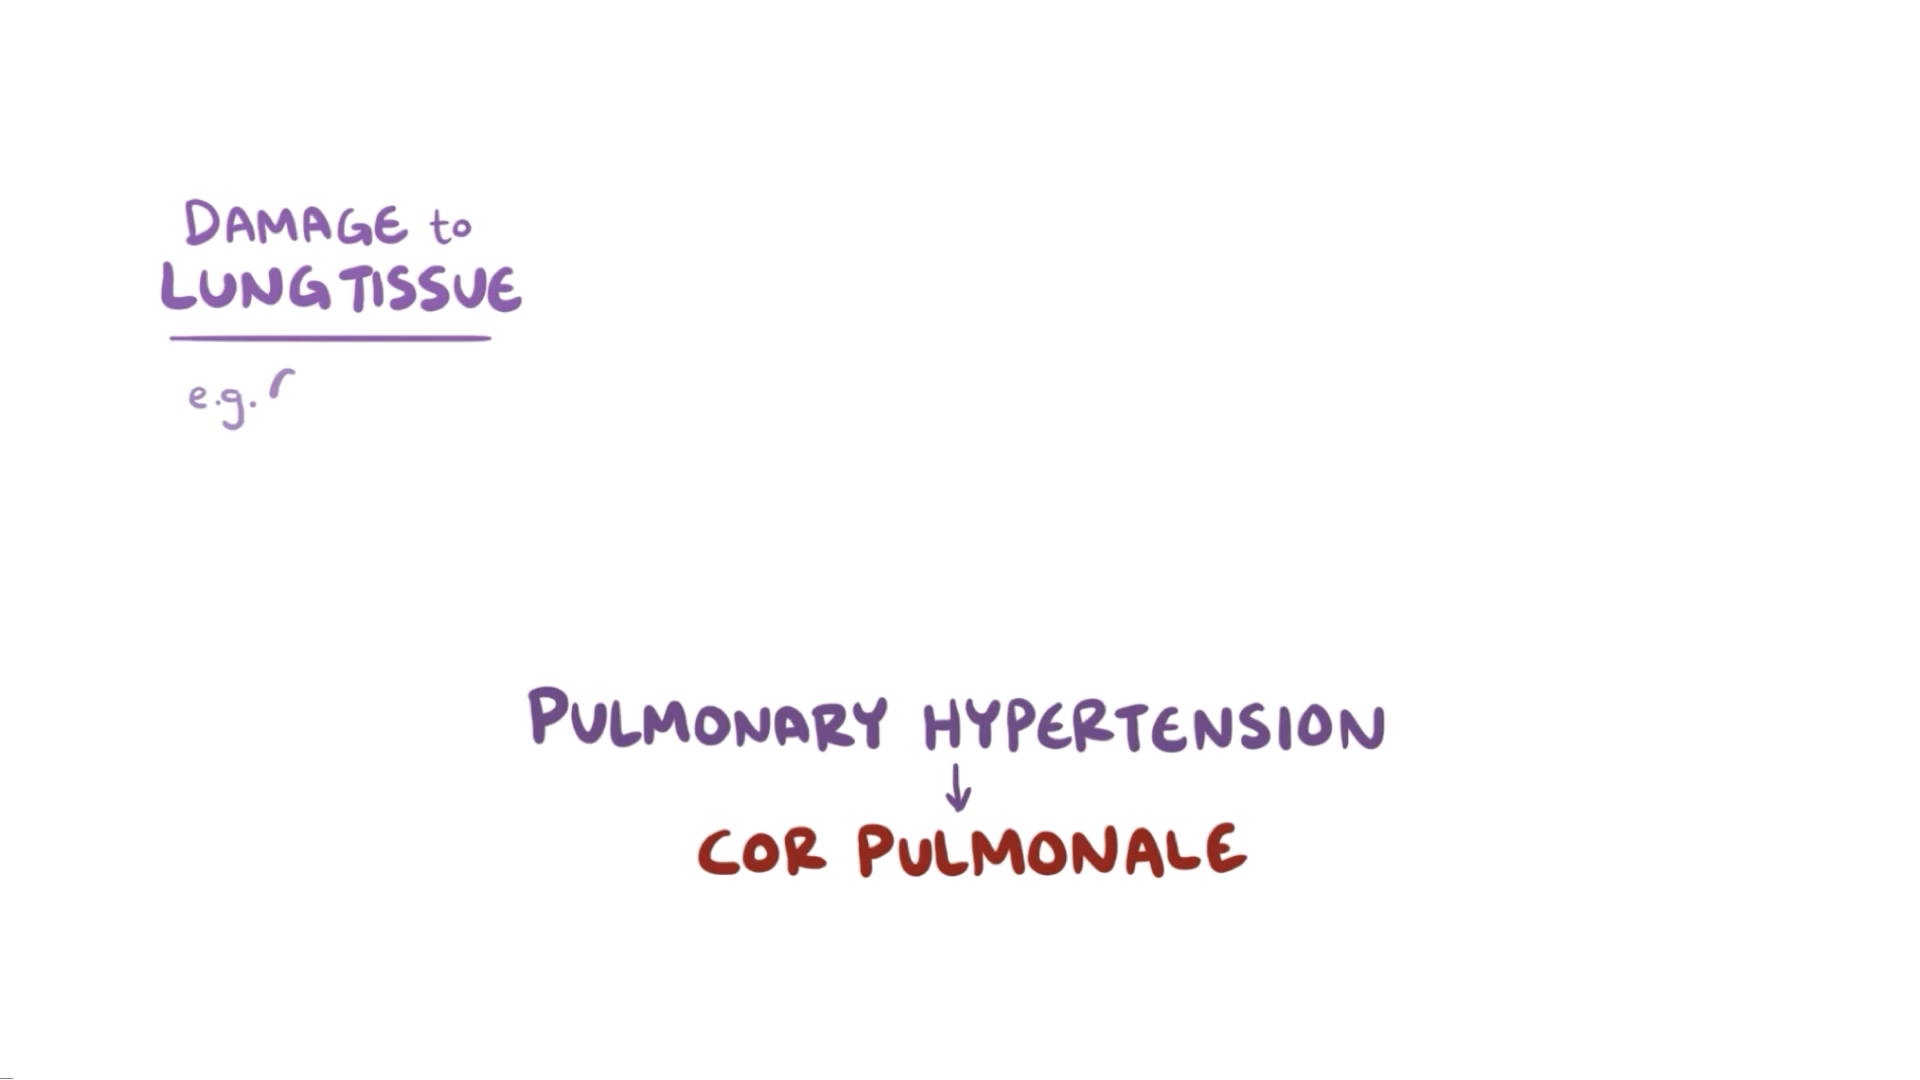 DAMAGE to
LUNG TISSUE
e.g.
PULMONARY HYPERTENSION
↓
COR PULMONALE